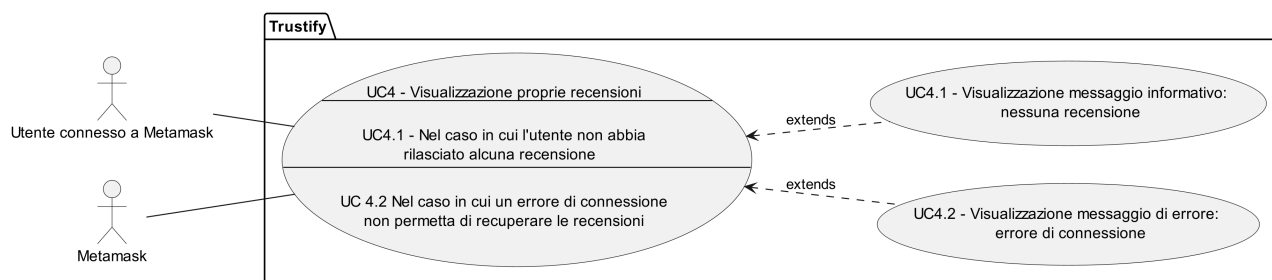 Trustify
Utente connesso a Metamask
Metamask
UC4 - Visualizzazione proprie recensioni
UC4.1 - Nel caso in cui l'utente non abbia
rilasciato alcuna recensione
UC 4.2 Nel caso in cui un errore di connessione
non permetta di recuperare le recensioni
extends
extends
UC4.1 - Visualizzazione messaggio informativo:
nessuna recensione
UC4.2 - Visualizzazione messaggio di errore:
errore di connessione